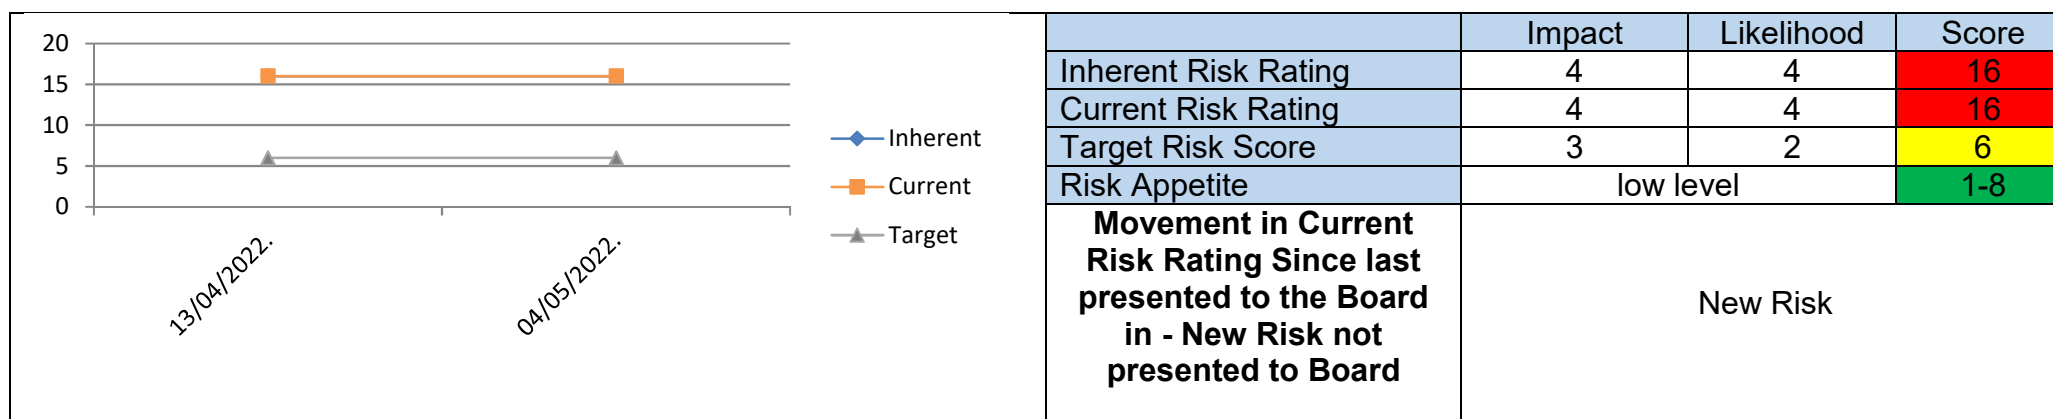 20
15
10
5
0
13/04/2022.
04/05/2022.
Inherent
Current
Target
Impact Likelihood Score
Inherent Risk Rating 4 4 16
Current Risk Rating 4 4 16
Target Risk Score 3 2 6
Risk Appetite low level 1-8
Movement in Current
Risk Rating Since last
presented to the Board
in - New Risk not
presented to Board
New Risk